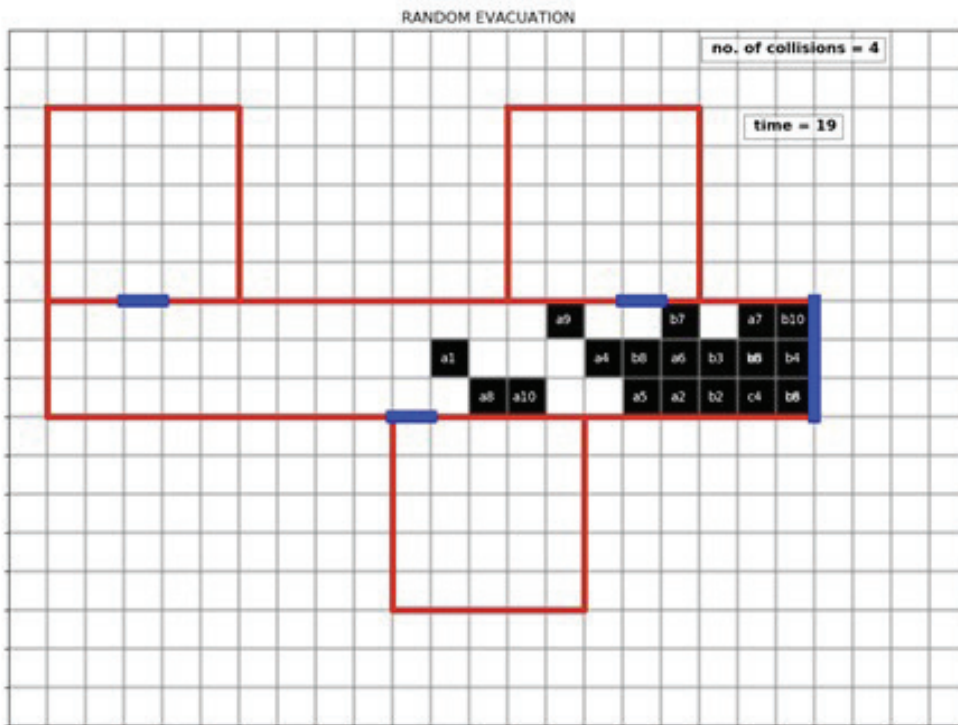 RANDOM EVACUATION
no. of collisions = 4
time = 19
a9 b7 a7 b10
a1 a4 b8 a6 b3 b4
a8 a10 a5 a2 b2 c4